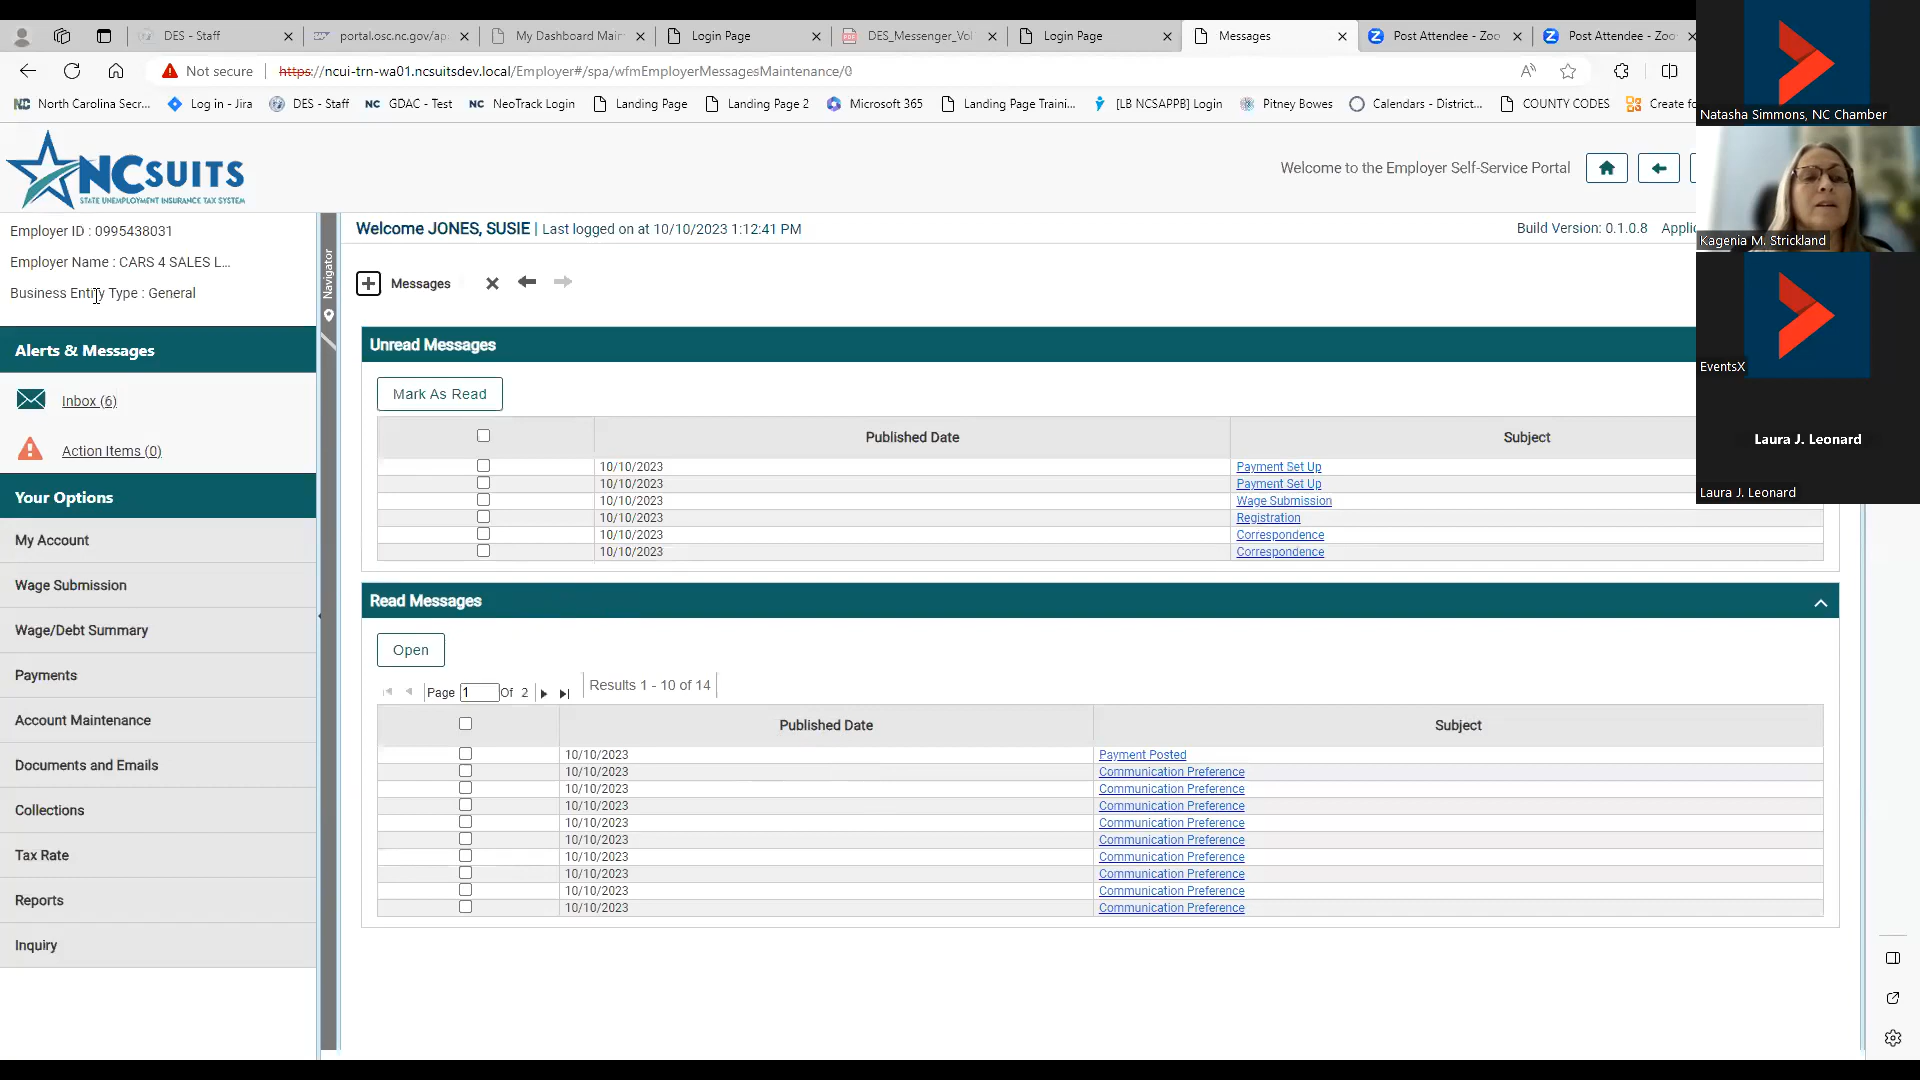 DES - Staff
portal.osc.nc.gov/ap
My Dashboard Mair
Login Page
DES_Messenger_Vol
Login Page
Messages
Post Attendee - Zoo
Post Attendee - Zoo
Not secure
https://ncui-trn-wa01.ncsuitsdev.local/Employer#/spa/wfmEmployerMessagesMaintenance/0
NC North Carolina Secr...
Log in - Jira
DES - Staff
NC GDAC - Test
NC NeoTrack Login
Landing Page
Landing Page 2
Microsoft 365
Landing Page Traini...
[LB NCSAPPB] Login
Pitney Bowes
Calendars - District...
COUNTY CODES
Create fo
Natasha Simmons, NC Chamber
Kagenia M. Strickland
EventsX
Laura J. Leonard
Laura J. Leonard
NCSUITS
STATE UNEMPLOYMENT INSURANCE TAX SYSTEM
Welcome to the Employer Self-Service Portal
Employer ID : 0995438031
Employer Name : CARS 4 SALES L...
Business Entity Type : General
Alerts & Messages
Inbox (6)
Action Items (0)
Your Options
My Account
Wage Submission
Wage/Debt Summary
Payments
Account Maintenance
Documents and Emails
Collections
Tax Rate
Reports
Inquiry
Navigator
Welcome JONES, SUSIE | Last logged on at 10/10/2023 1:12:41 PM
Build Version: 0.1.0.8 Applic
Messages
Unread Messages
Mark As Read
Published Date Subject
10/10/2023 Payment Set Up
10/10/2023 Payment Set Up
10/10/2023 Wage Submission
10/10/2023 Registration
10/10/2023 Correspondence
10/10/2023 Correspondence
Read Messages
Open
Page 1 Of 2 Results 1 - 10 of 14
Published Date Subject
10/10/2023 Payment Posted
10/10/2023 Communication Preference
10/10/2023 Communication Preference
10/10/2023 Communication Preference
10/10/2023 Communication Preference
10/10/2023 Communication Preference
10/10/2023 Communication Preference
10/10/2023 Communication Preference
10/10/2023 Communication Preference
10/10/2023 Communication Preference